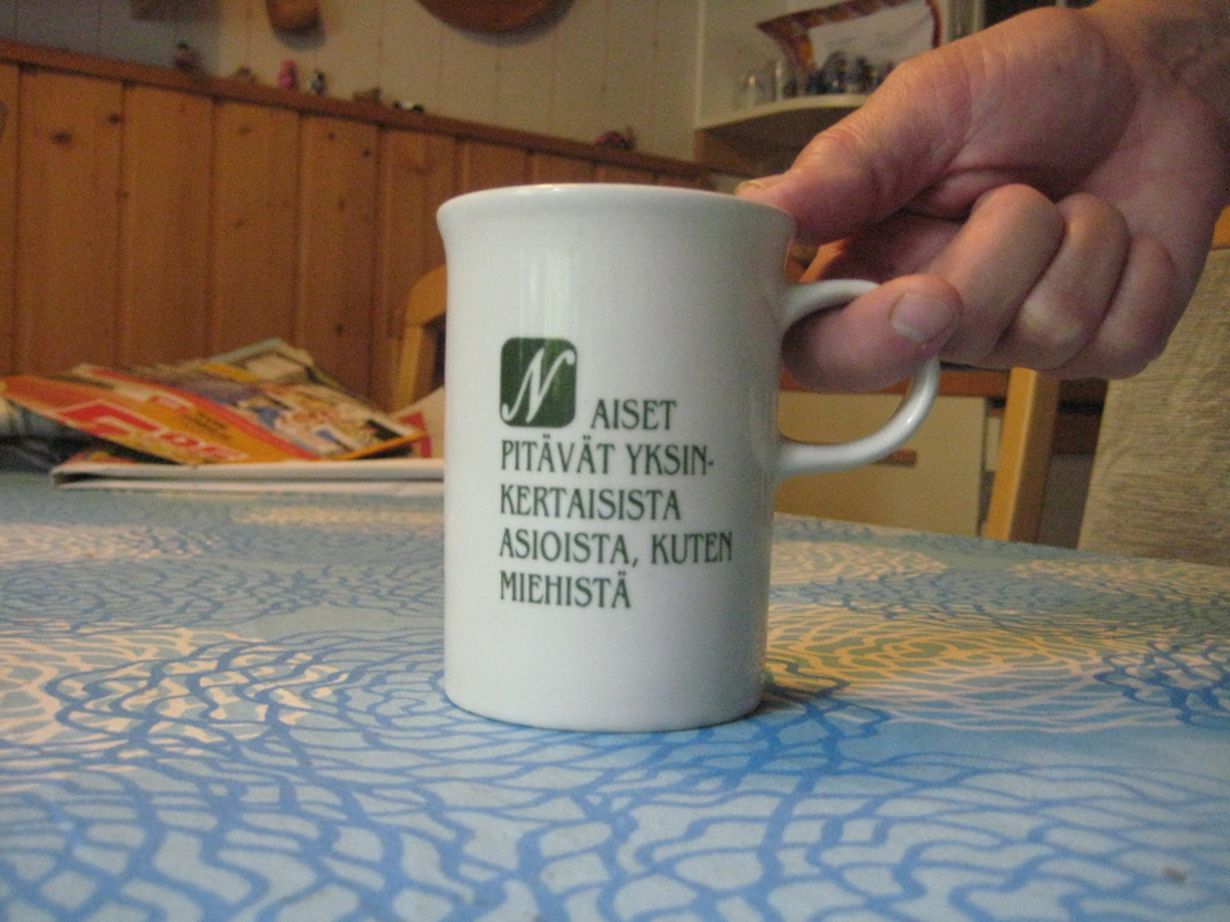 NAISET
PITÄVÄT YKSIN-
KERTAISISTA
ASIOISTA, KUTEN
MIEHISTÄ